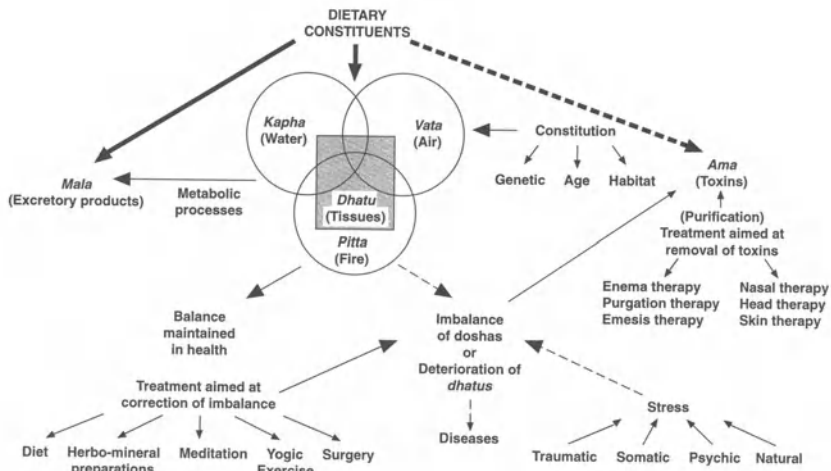 DIETARY
CONSTITUENTS
Kapha
(Water)
Vata
(Air)
Constitution
Genetic
Age
Habitat
Ama
(Toxins)
Mala
(Excretory products)
Metabolic
processes
Dhatu
(Tissues)
Pitta
(Fire)
(Purification)
Treatment aimed at
removal of toxins
Enema therapy
Purgation therapy
Emesis therapy
Nasal therapy
Head therapy
Skin therapy
Balance
maintained
in health
Imbalance
of doshas
or
Deterioration of
dhatus
Diseases
Treatment aimed at
correction of imbalance
Diet
Herbo-mineral
preparations
Meditation
Yogic
Exercise
Surgery
Stress
Traumatic
Somatic
Psychic
Natural